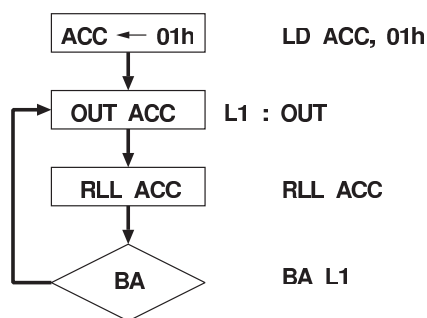 ACC ← 01h LD ACC, 01h
OUT ACC L1 : OUT
RLL ACC RLL ACC
BA BA L1